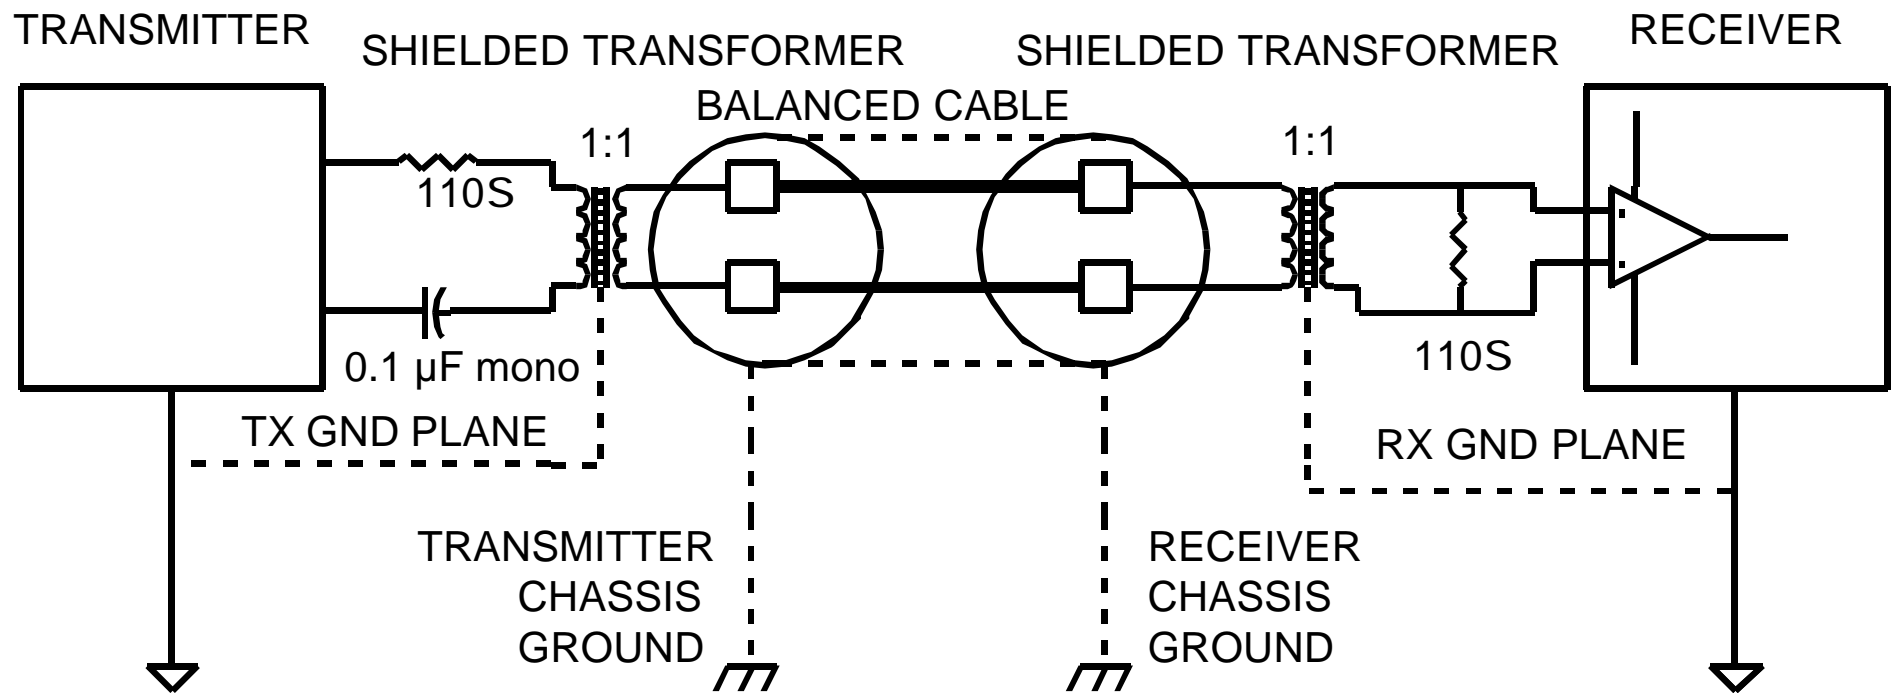 TRANSMITTER
SHIELDED TRANSFORMER
SHIELDED TRANSFORMER
RECEIVER
BALANCED CABLE
1:1
1:1
110S
0.1 µF mono
110S
TX GND PLANE
RX GND PLANE
TRANSMITTER
CHASSIS
GROUND
RECEIVER
CHASSIS
GROUND